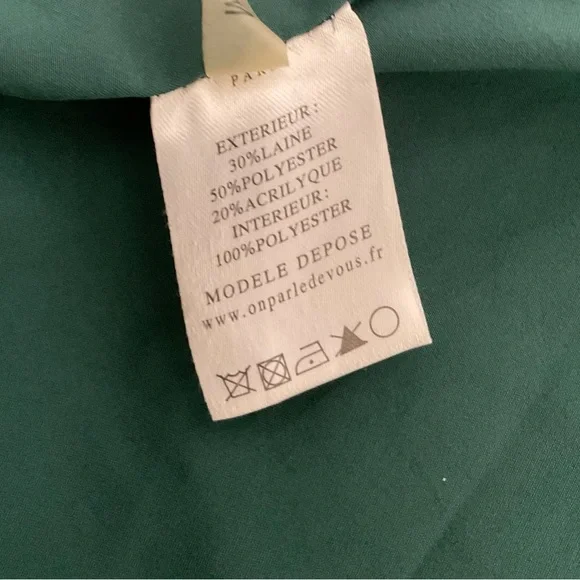 EXTERIEUR:
30%LAINE
50%POLYESTER
20%ACRILYQUE
INTERIEUR:
100%POLYESTER
MODELE DEPOSE
www.onparledevous.fr